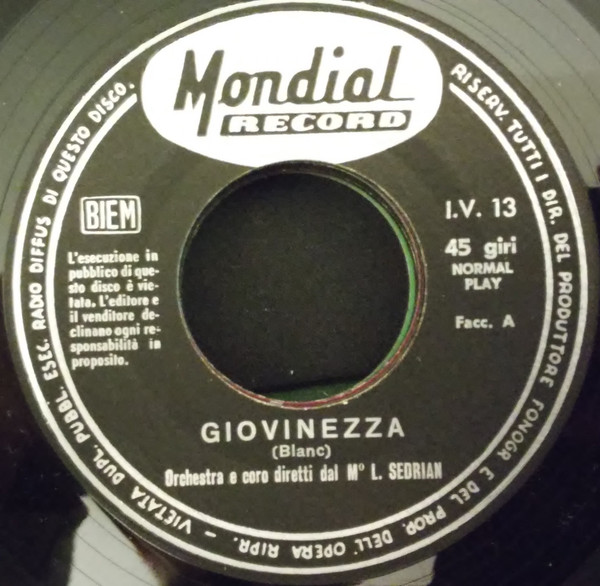 Mondial
RECORD
RISERV. TUTTI I DIR. DEL PRODUTTORE FONOGR. E DEL PROP. DELL'OPERA RIPR. - VIETATA DUPL. PUBBL. ESEC. RADIO DIFFUS DI QUESTO DISCO.
BIEM
L'esecuzione in
pubblico di que-
sto disco è vie-
tata. L'editore e
il venditore de-
clinano ogni re-
sponsabilità in
proposito.
I.V. 13
45 giri
NORMAL
PLAY
Facc. A
GIOVINEZZA
(Blanc)
Orchestra e coro diretti dal Mº L. SEDRIAN